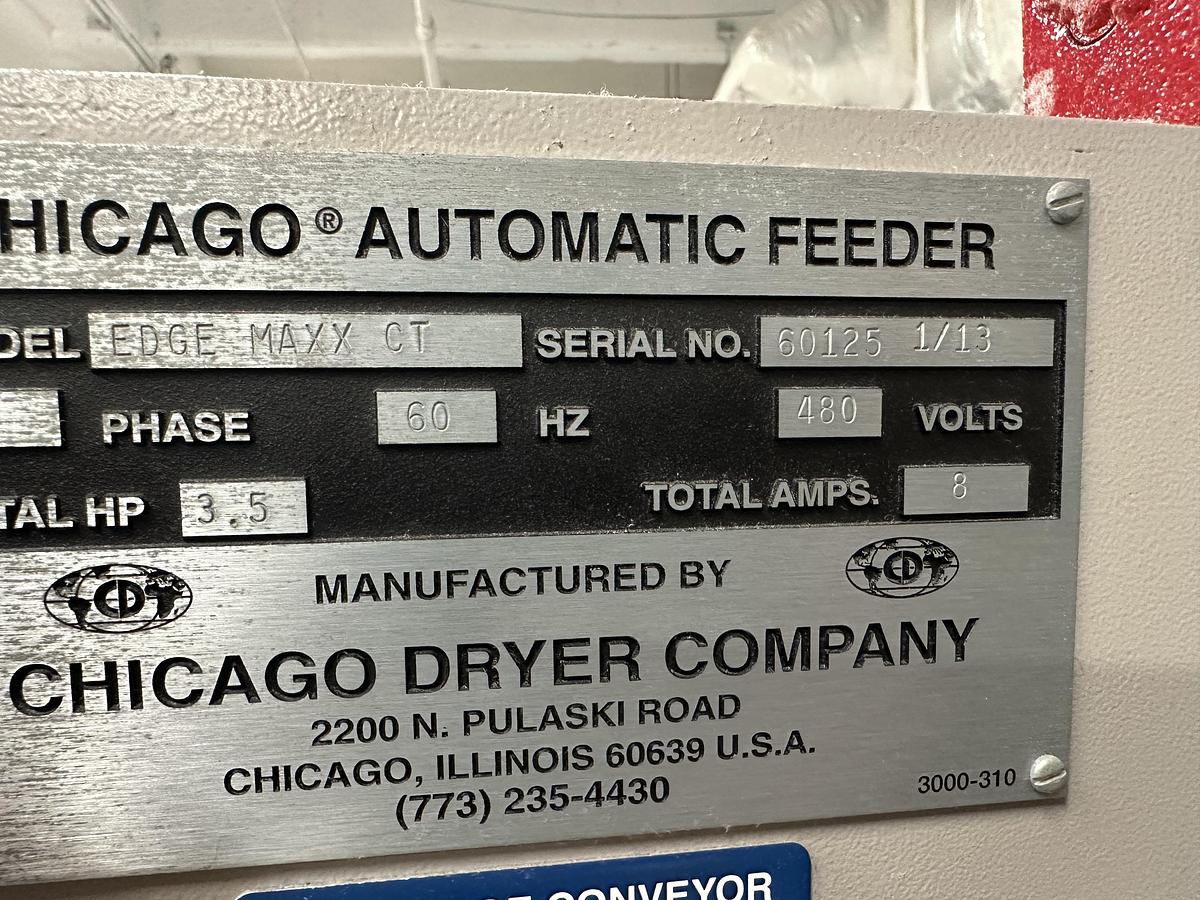 HICAGO® AUTOMATIC FEEDER
DEL EDGE MAXX CT SERIAL NO. 60125 1/13
PHASE 60 HZ 480 VOLTS
TAL HP 3.5 TOTAL AMPS. 8
CD
CD
MANUFACTURED BY
CHICAGO DRYER COMPANY
2200 N. PULASKI ROAD
CHICAGO, ILLINOIS 60639 U.S.A.
(773) 235-4430
3000-310
CONVEYOR